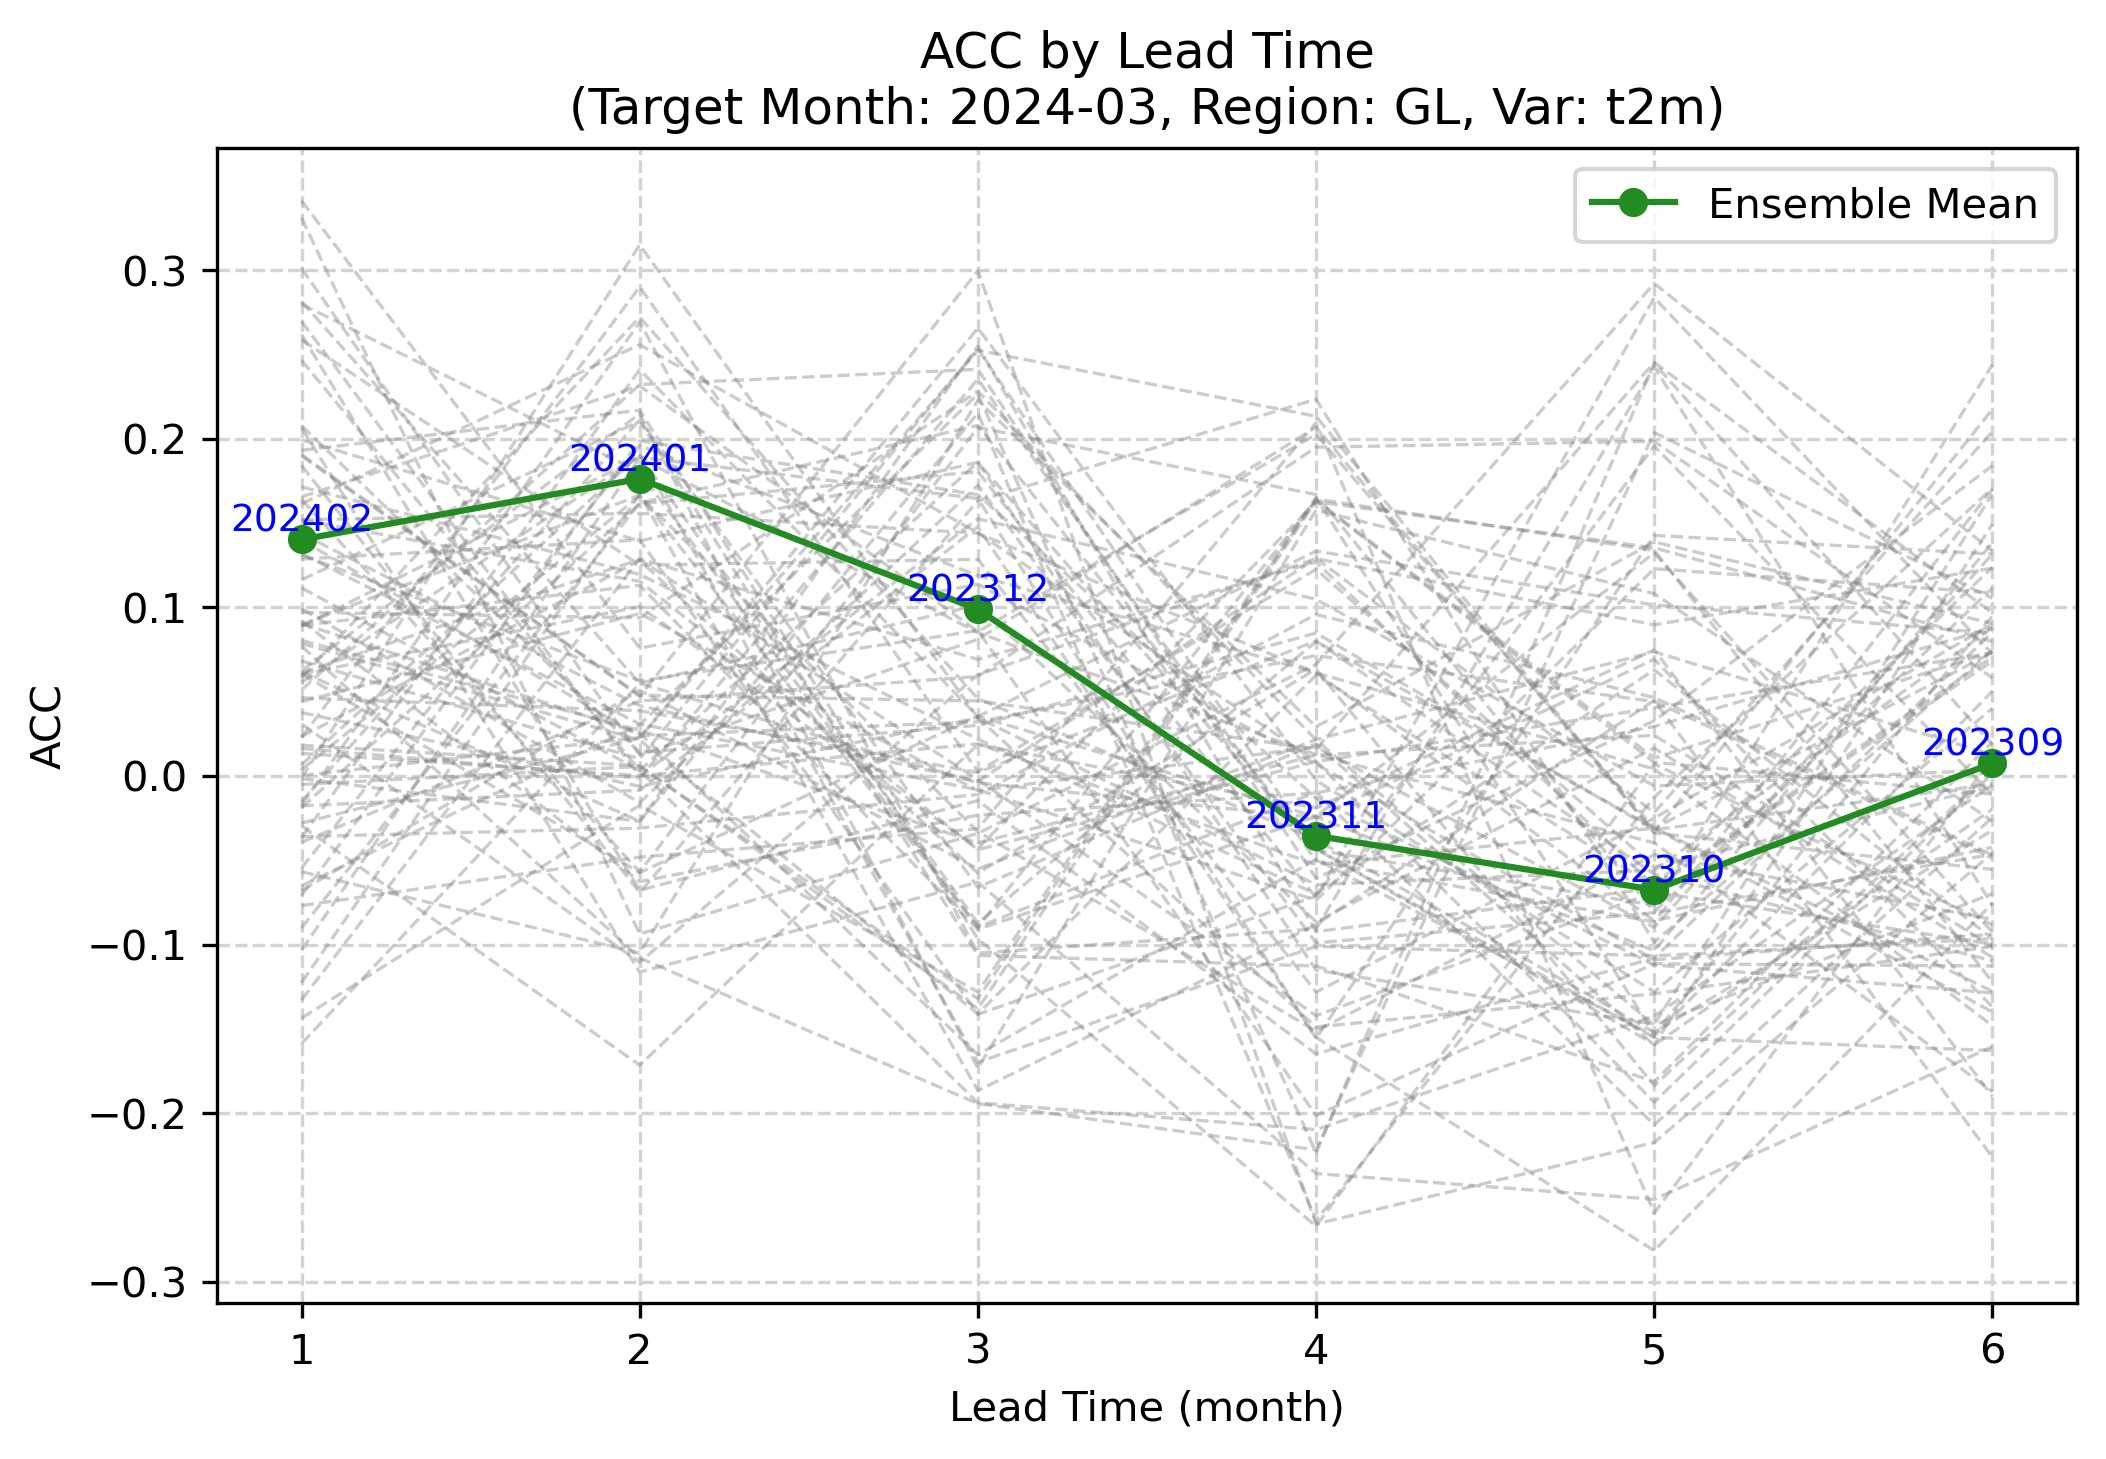 ACC by Lead Time
(Target Month: 2024-03, Region: GL, Var: t2m)
Ensemble Mean
ACC
0.3
0.2
0.1
0.0
−0.1
−0.2
−0.3
202402
202401
202312
202311
202310
202309
1 2 3 4 5 6
Lead Time (month)